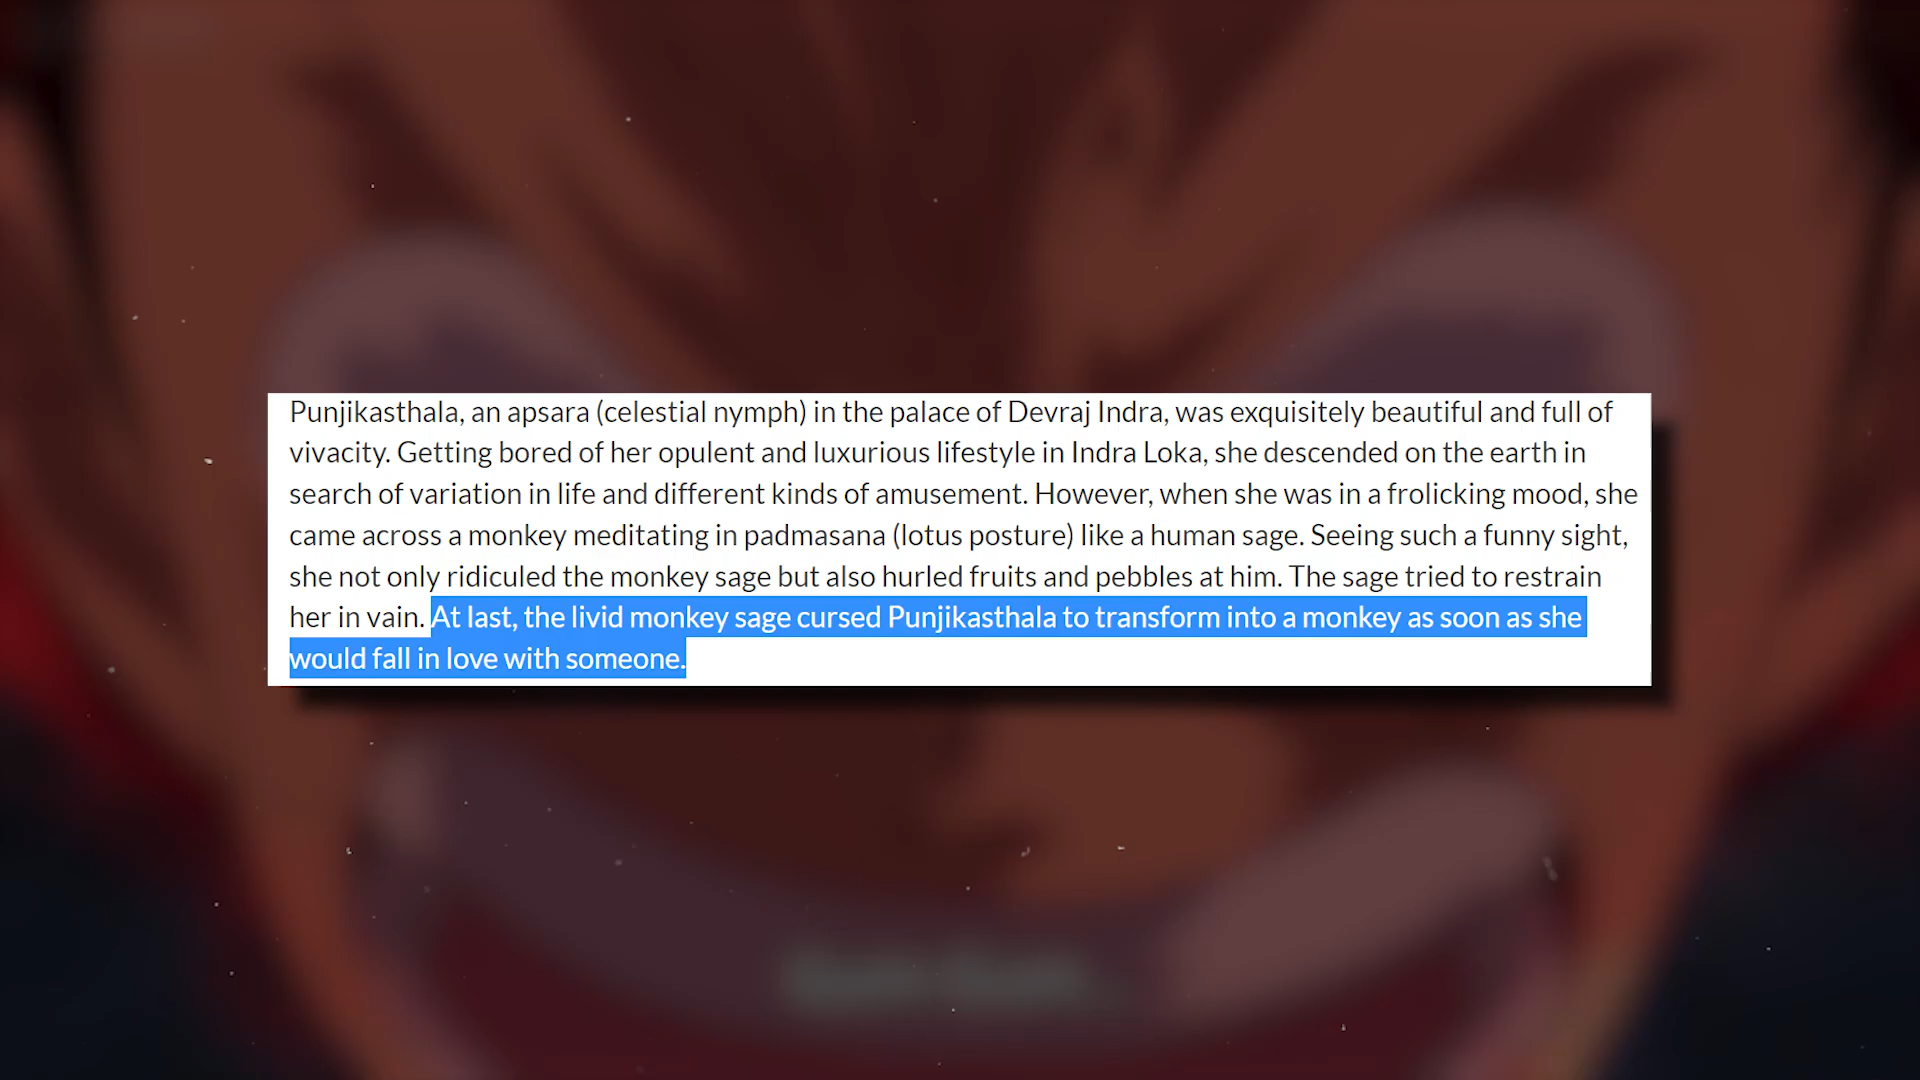 Punjikasthala, an apsara (celestial nymph) in the palace of Devraj Indra, was exquisitely beautiful and full of
vivacity. Getting bored of her opulent and luxurious lifestyle in Indra Loka, she descended on the earth in
search of variation in life and different kinds of amusement. However, when she was in a frolicking mood, she
came across a monkey meditating in padmasana (lotus posture) like a human sage. Seeing such a funny sight,
she not only ridiculed the monkey sage but also hurled fruits and pebbles at him. The sage tried to restrain
her in vain. At last, the livid monkey sage cursed Punjikasthala to transform into a monkey as soon as she
would fall in love with someone.